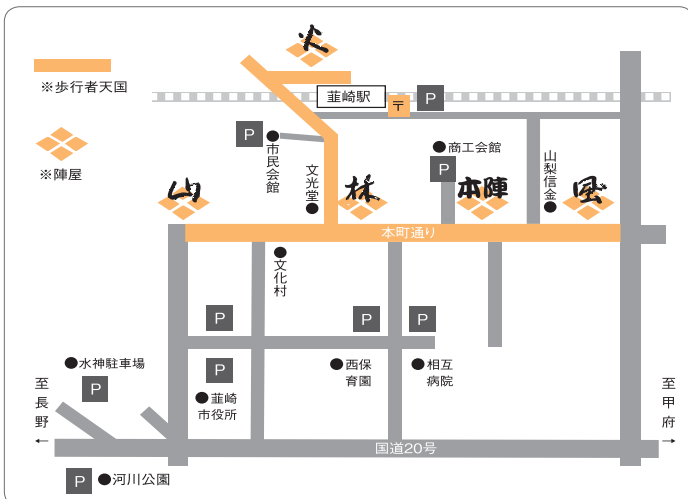 火
※歩行者天国
韮崎駅
〒
P
P
市民会館
商工会館
P
※陣屋
文光堂
山梨信金
山
林
本陣
風
本町通り
文化村
P
P
P
水神駐車場
P
P
西保
育園
相互
病院
韮崎
市役所
至長野
至甲府
国道20号
P
河川公園